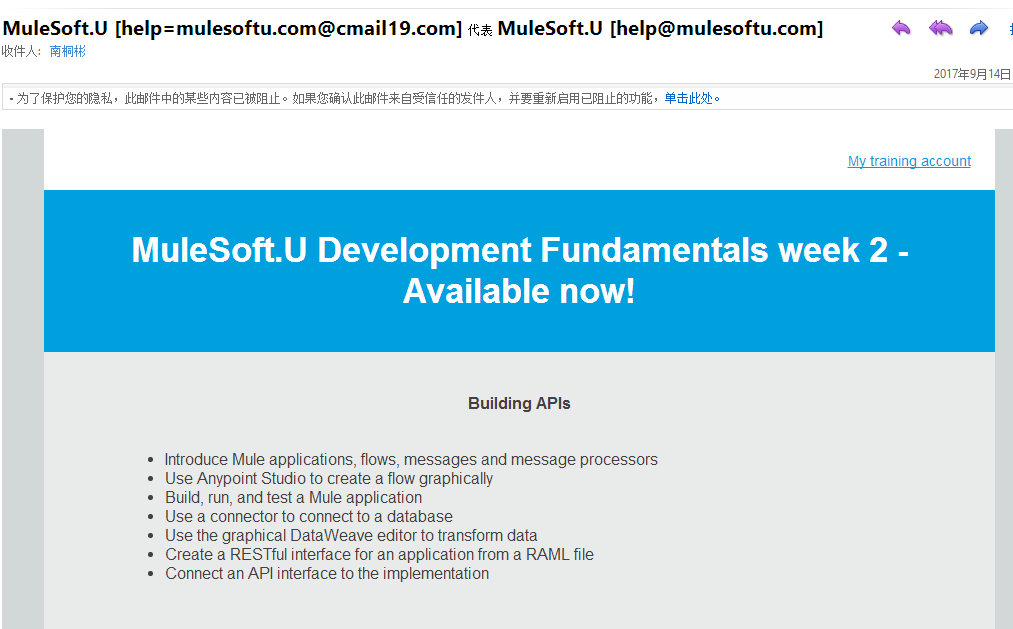 MuleSoft.U [help=mulesoftu.com@cmail19.com] 代表 MuleSoft.U [help@mulesoftu.com]
收件人： 南桐彬
2017年9月14日
• 为了保护您的隐私，此邮件中的某些内容已被阻止。如果您确认此邮件来自受信任的发件人，并要重新启用已阻止的功能，单击此处。
My training account
MuleSoft.U Development Fundamentals week 2 -
Available now!
Building APIs
• Introduce Mule applications, flows, messages and message processors
• Use Anypoint Studio to create a flow graphically
• Build, run, and test a Mule application
• Use a connector to connect to a database
• Use the graphical DataWeave editor to transform data
• Create a RESTful interface for an application from a RAML file
• Connect an API interface to the implementation